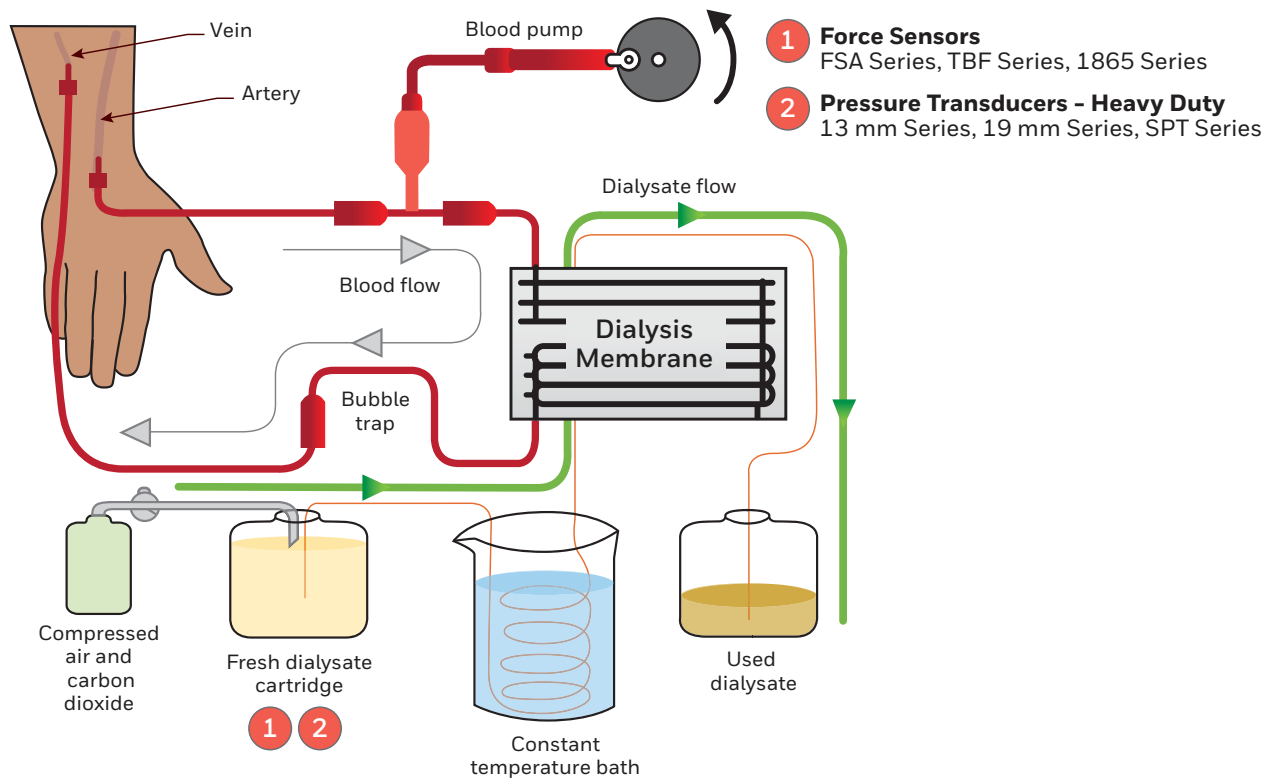 Vein
Artery
Blood pump
1 Force Sensors
FSA Series, TBF Series, 1865 Series
2 Pressure Transducers – Heavy Duty
13 mm Series, 19 mm Series, SPT Series
Dialysate flow
Blood flow
Dialysis
Membrane
Bubble
trap
Compressed
air and
carbon
dioxide
Fresh dialysate
cartridge
1 2
Constant
temperature bath
Used
dialysate